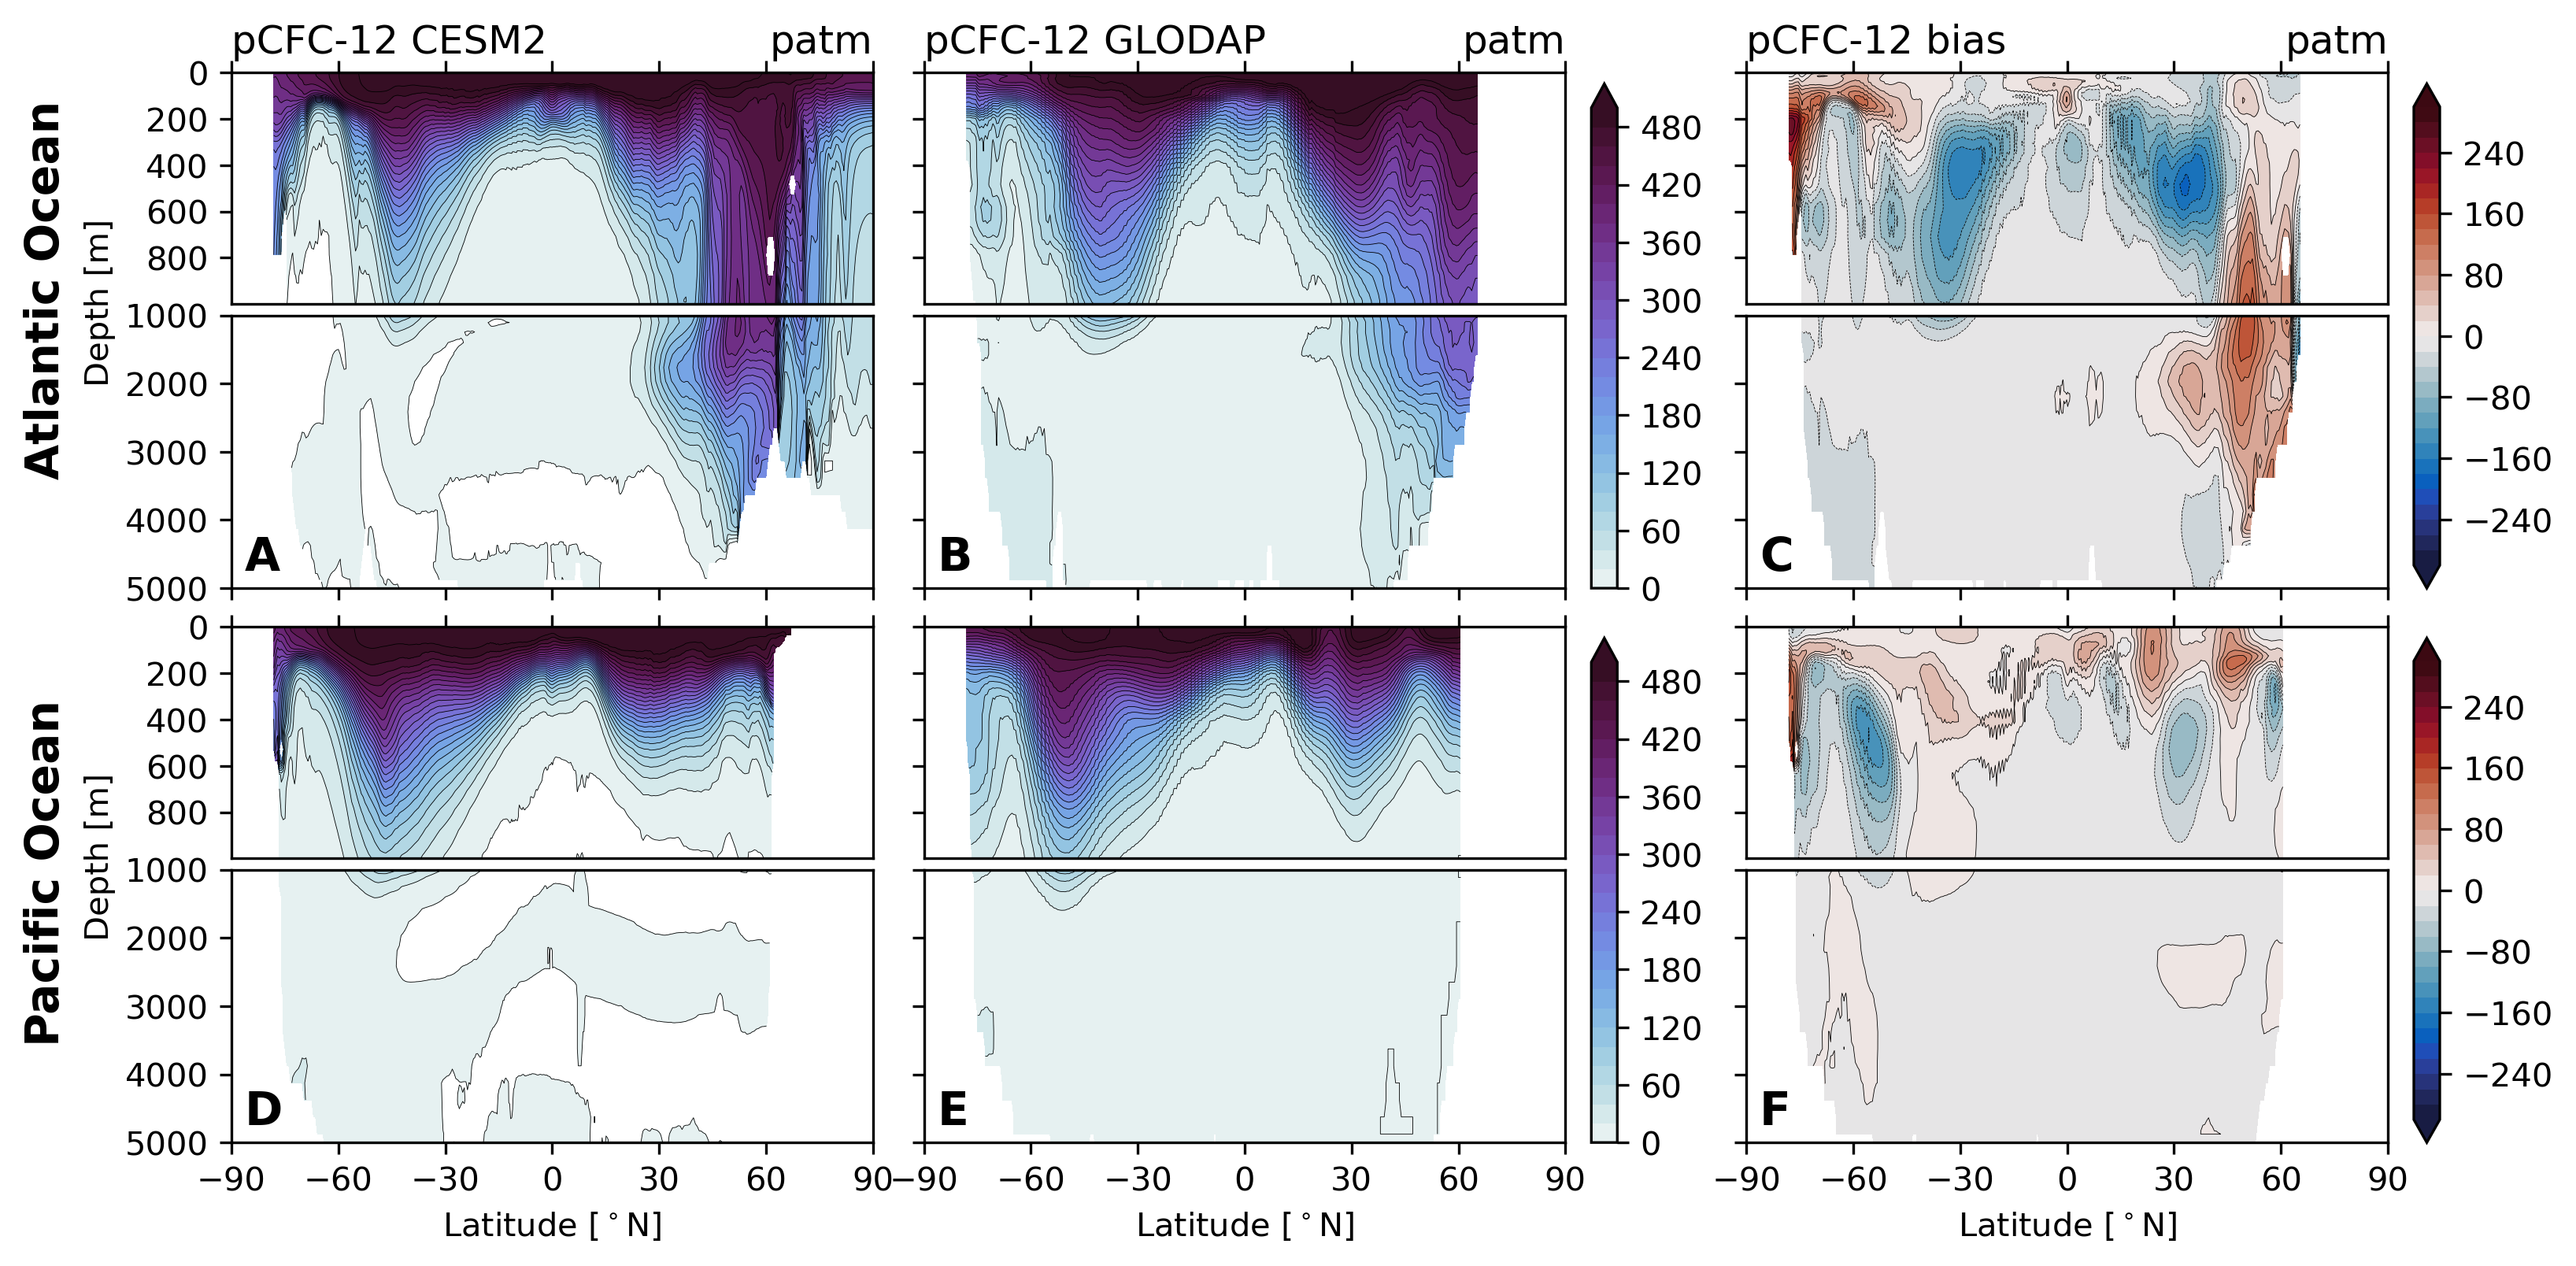 pCFC-12 CESM2 patm
pCFC-12 GLODAP patm
pCFC-12 bias patm
Atlantic Ocean
Depth [m]
0
200
400
600
800
1000
2000
3000
4000
5000
A
B
480
420
360
300
240
180
120
60
0
C
240
160
80
0
−80
−160
−240
Pacific Ocean
Depth [m]
0
200
400
600
800
1000
2000
3000
4000
5000
D
E
480
420
360
300
240
180
120
60
0
F
240
160
80
0
−80
−160
−240
−90 −60 −30 0 30 60 90
−90 −60 −30 0 30 60 90
−90 −60 −30 0 30 60 90
Latitude [°N]
Latitude [°N]
Latitude [°N]